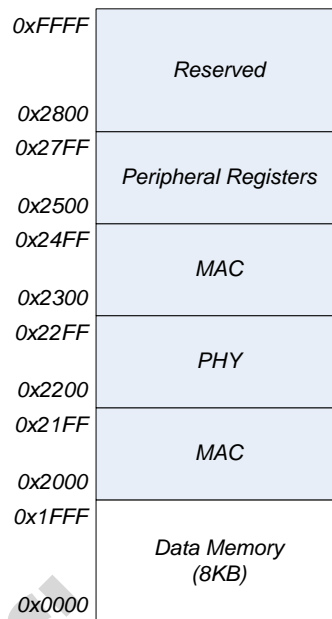 0xFFFF
Reserved
0x2800
0x27FF
Peripheral Registers
0x2500
0x24FF
MAC
0x2300
0x22FF
PHY
0x2200
0x21FF
MAC
0x2000
0x1FFF
Data Memory
(8KB)
0x0000